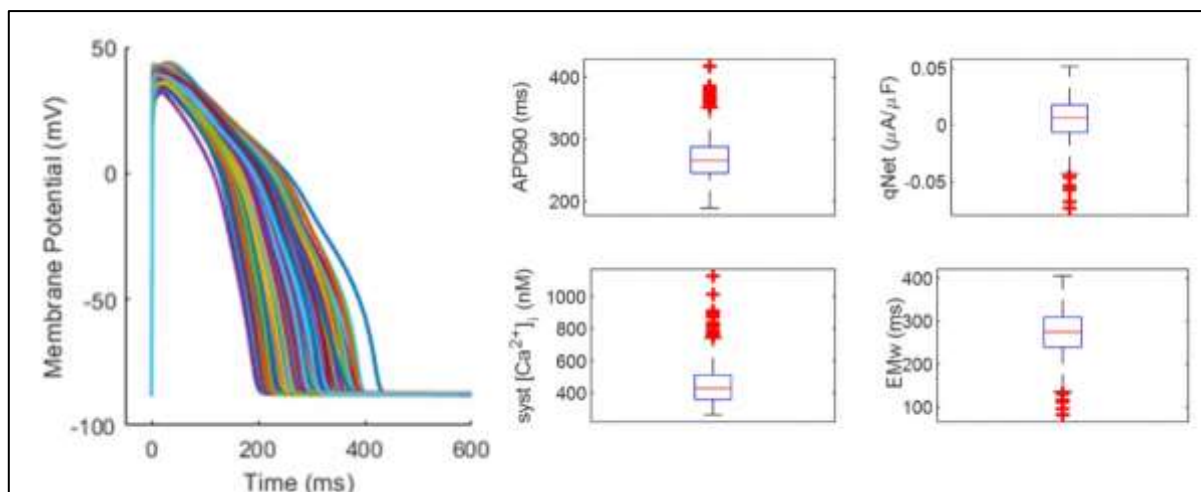 50
0
-50
-100
Membrane Potential (mV)
0 200 400 600
Time (ms)
400
300
200
APD90 (ms)
0.05
0
-0.05
qNet (μA/μF)
1000
800
600
400
syst [Ca²⁺]ᵢ (nM)
400
300
200
100
EMw (ms)